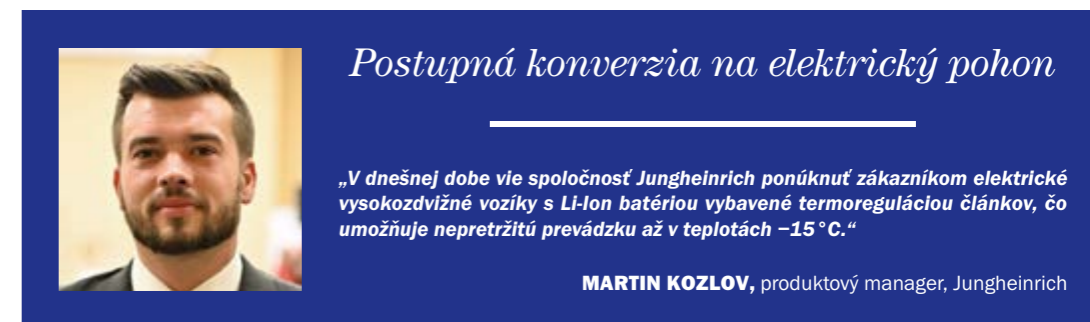 Postupná konverzia na elektrický pohon
„V dnešnej dobe vie spoločnosť Jungheinrich ponúknuť zákazníkom elektrické
vysokozdvižné vozíky s Li-Ion batériou vybavené termoreguláciou článkov, čo
umožňuje nepretržitú prevádzku až v teplotách −15 °C.“
MARTIN KOZLOV, produktový manager, Jungheinrich